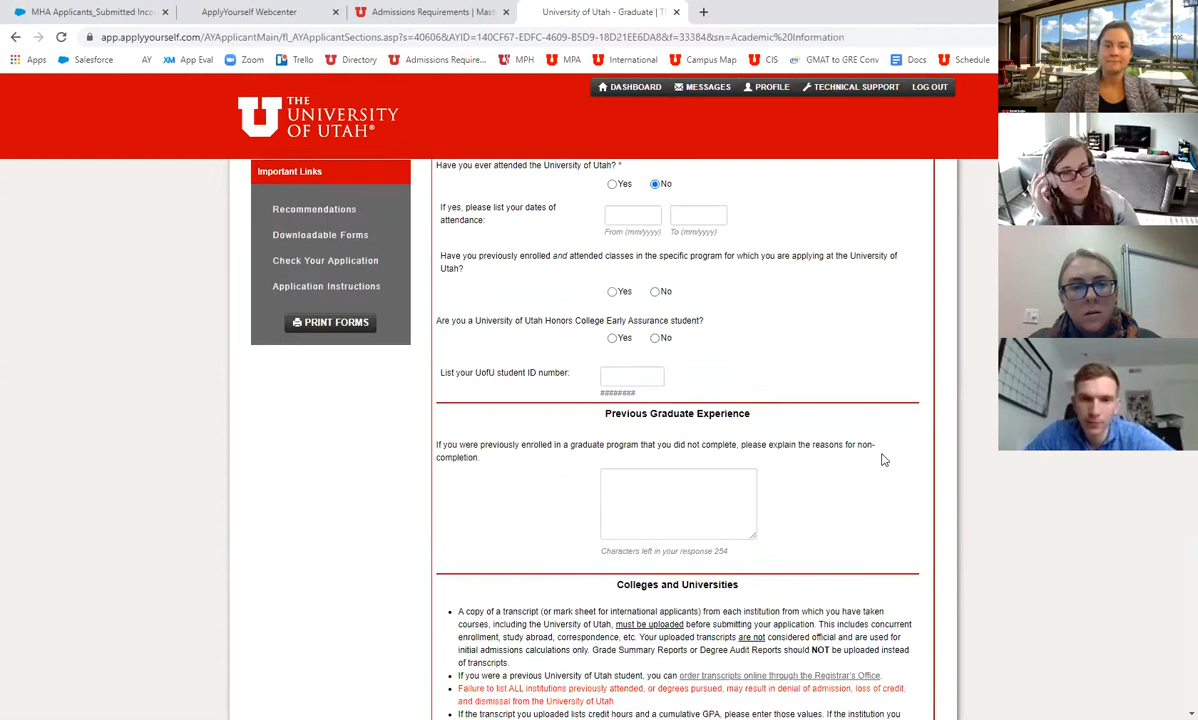 MHA Applicants_Submitted Inco
ApplyYourself Webcenter
Admissions Requirements | Mas
University of Utah - Graduate | T
app.applyyourself.com/AYApplicantMain/fl_AYApplicantSections.asp?s=40606&AYID=140CF67-EDFC-4609-B5D9-18D21EE6DA8&f=33384&sn=Academic%20Information
Apps Salesforce AY App Eval Zoom Trello Directory Admissions Require... MPH MPA International Campus Map CIS GMAT to GRE Conv Docs Schedule
DASHBOARD MESSAGES PROFILE TECHNICAL SUPPORT LOG OUT
THE
UNIVERSITY
OF UTAH®
Important Links
Recommendations
Downloadable Forms
Check Your Application
Application Instructions
PRINT FORMS
Have you ever attended the University of Utah? *
Yes No
If yes, please list your dates of
attendance:
From (mm/yyyy) To (mm/yyyy)
Have you previously enrolled and attended classes in the specific program for which you are applying at the University of
Utah?
Yes No
Are you a University of Utah Honors College Early Assurance student?
Yes No
List your UofU student ID number:
########
Previous Graduate Experience
If you were previously enrolled in a graduate program that you did not complete, please explain the reasons for non-
completion.
Characters left in your response 254
Colleges and Universities
• A copy of a transcript (or mark sheet for international applicants) from each institution from which you have taken
courses, including the University of Utah, must be uploaded before submitting your application. This includes concurrent
enrollment, study abroad, correspondence, etc. Your uploaded transcripts are not considered official and are used for
initial admissions calculations only. Grade Summary Reports or Degree Audit Reports should NOT be uploaded instead
of transcripts.
• If you were a previous University of Utah student, you can order transcripts online through the Registrar's Office.
• Failure to list ALL institutions previously attended, or degrees pursued, may result in denial of admission, loss of credit,
and dismissal from the University of Utah
• If the transcript you uploaded lists credit hours and a cumulative GPA, please enter those values. If the institution you